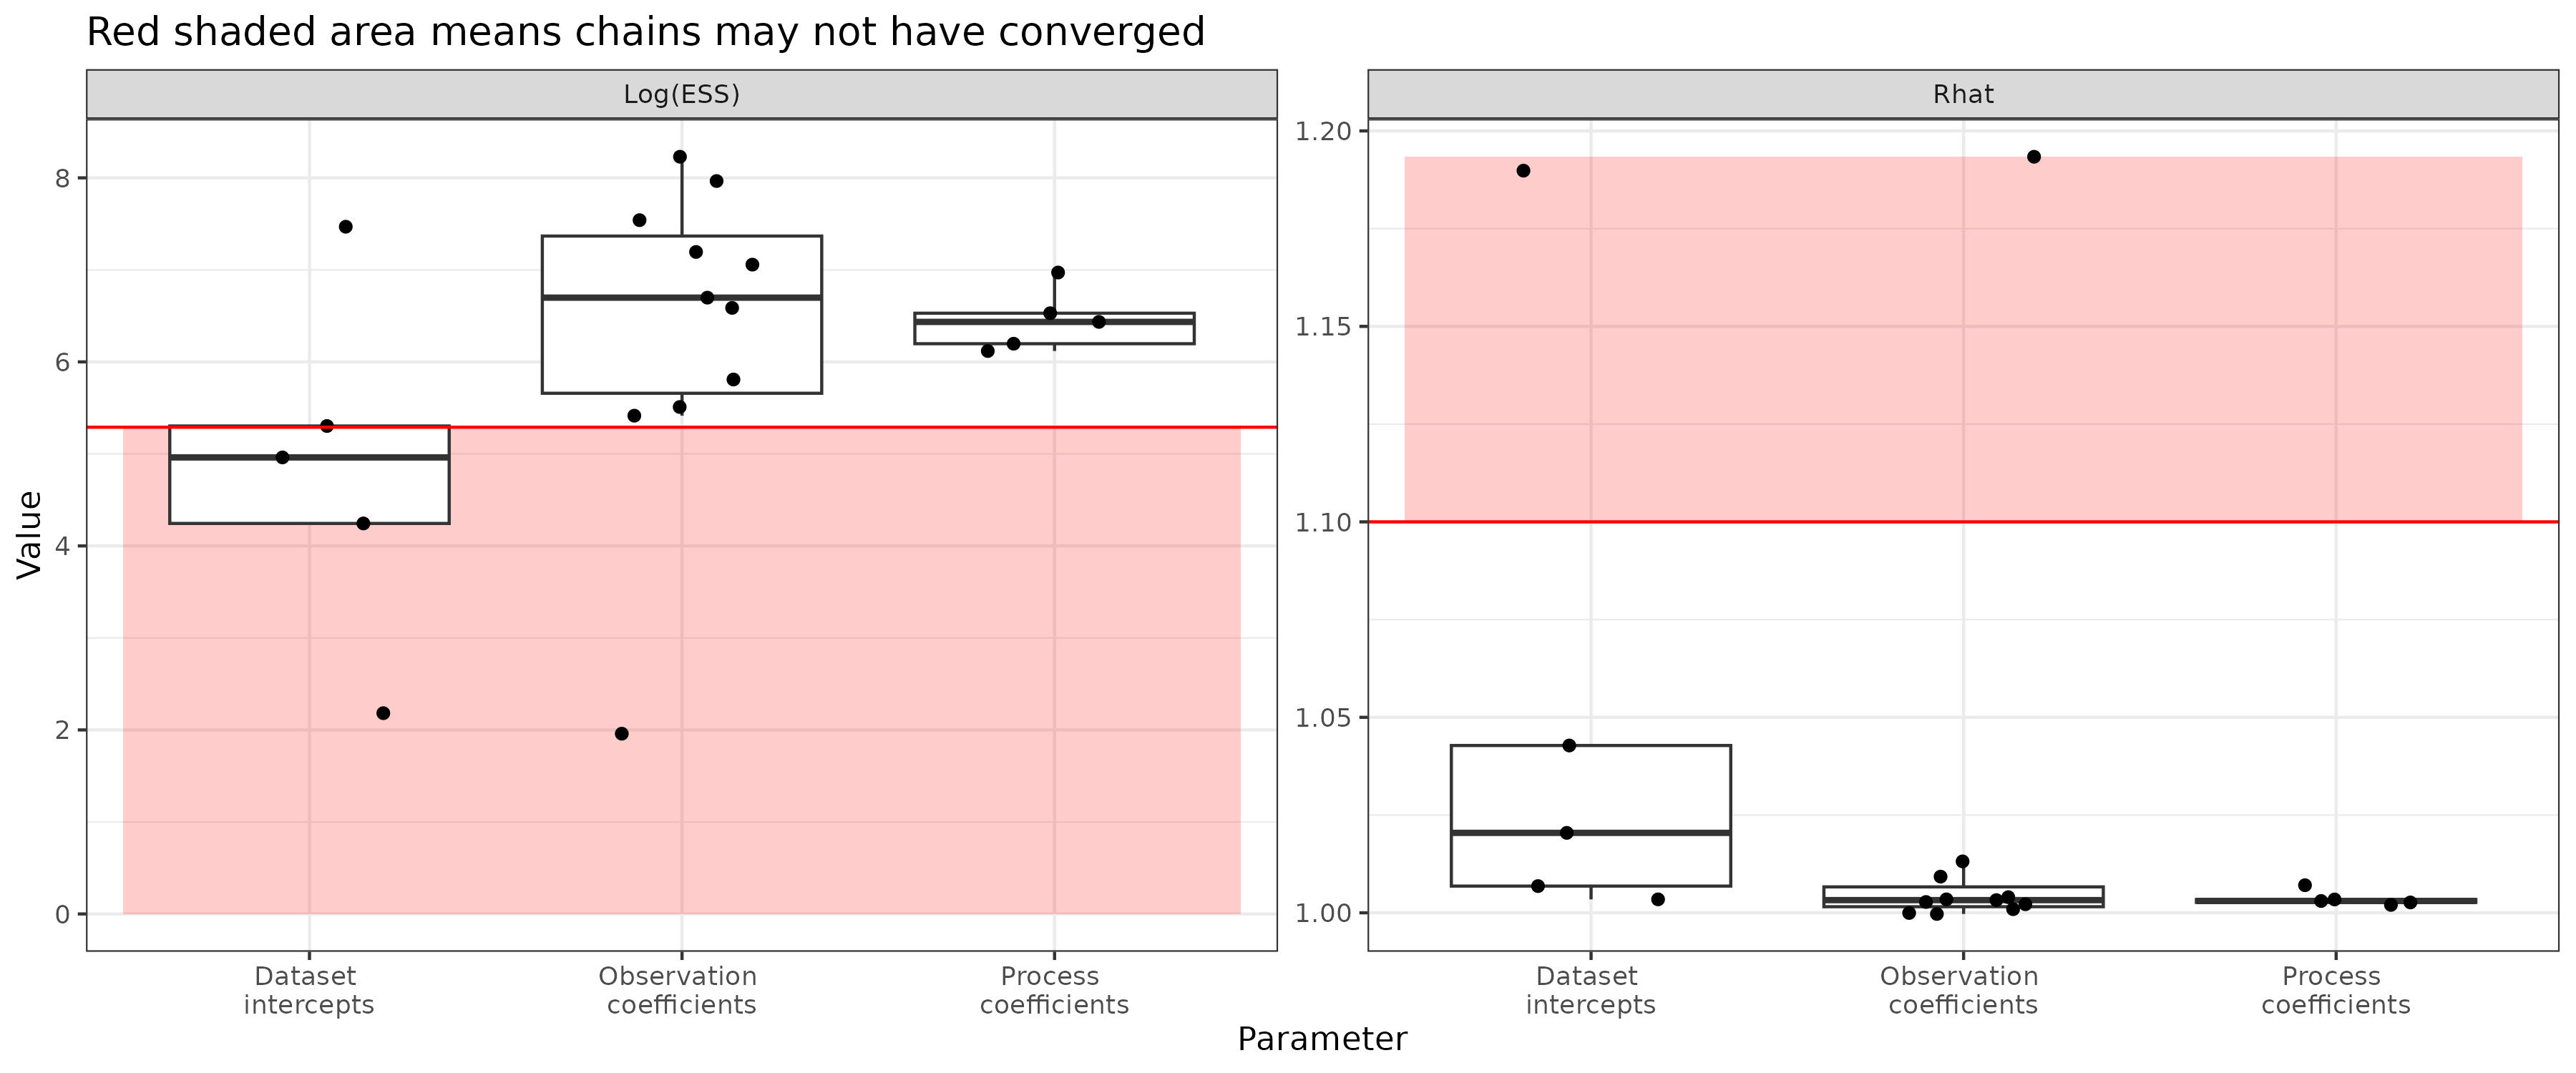 Red shaded area means chains may not have converged
Log(ESS)
Rhat
Value
8
6
4
2
0
1.20
1.15
1.10
1.05
1.00
Dataset
intercepts
Observation
coefficients
Process
coefficients
Dataset
intercepts
Observation
coefficients
Process
coefficients
Parameter